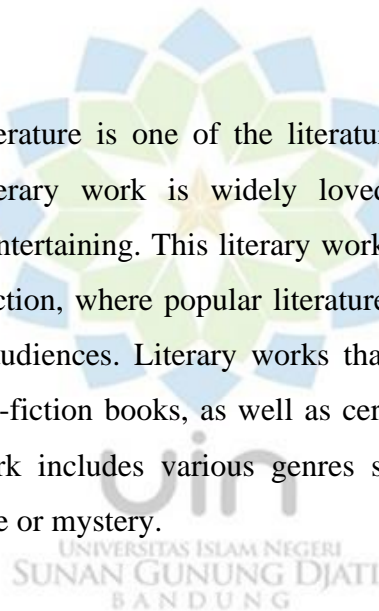 erature is one of the literatur
erary work is widely loved
ntertaining. This literary work
ction, where popular literature
udiences. Literary works tha
-fiction books, as well as cer
rk includes various genres s
e or mystery.
uin
UNIVERSITAS ISLAM NEGERI
SUNAN GUNUNG DJATI
BANDUNG